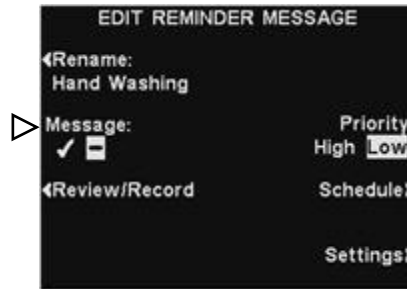 EDIT REMINDER MESSAGE
Rename:
Hand Washing
Message:
Priority
High Low
Review/Record
Schedule
Settings